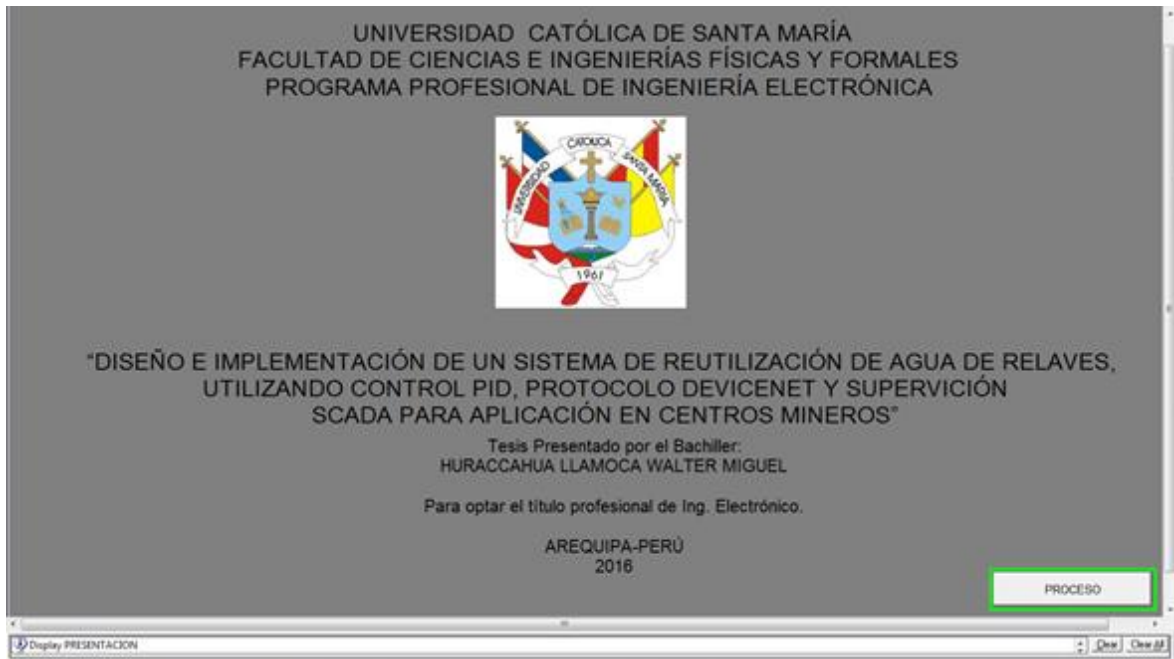 UNIVERSIDAD CATÓLICA DE SANTA MARÍA
FACULTAD DE CIENCIAS E INGENIERÍAS FÍSICAS Y FORMALES
PROGRAMA PROFESIONAL DE INGENIERÍA ELECTRÓNICA
UNIVERSIDAD CATOLICA SANTA MARIA
1961
“DISEÑO E IMPLEMENTACIÓN DE UN SISTEMA DE REUTILIZACIÓN DE AGUA DE RELAVES,
UTILIZANDO CONTROL PID, PROTOCOLO DEVICENET Y SUPERVICIÓN
SCADA PARA APLICACIÓN EN CENTROS MINEROS”
Tesis Presentado por el Bachiller:
HURACCAHUA LLAMOCA WALTER MIGUEL
Para optar el título profesional de Ing. Electrónico.
AREQUIPA-PERÚ
2016
PROCESO
Display PRESENTACION
Clear Clear All